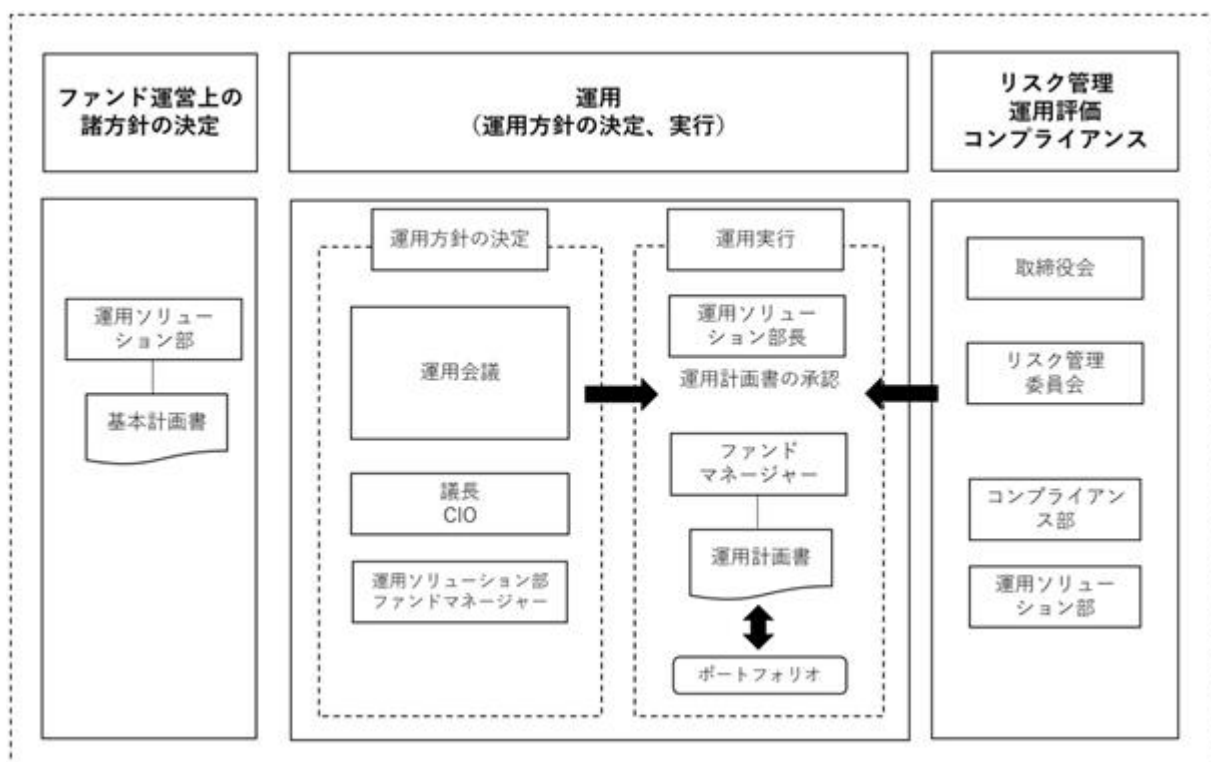 ファンド運営上の
諸方針の決定
運用
（運用方針の決定、実行）
リスク管理
運用評価
コンプライアンス
運用ソリュー
ション部
基本計画書
運用方針の決定
運用会議
議長
CIO
運用ソリューション部
ファンドマネージャー
運用実行
運用ソリュー
ション部長
運用計画書の承認
ファンド
マネージャー
運用計画書
ポートフォリオ
取締役会
リスク管理
委員会
コンプライアン
ス部
運用ソリュー
ション部